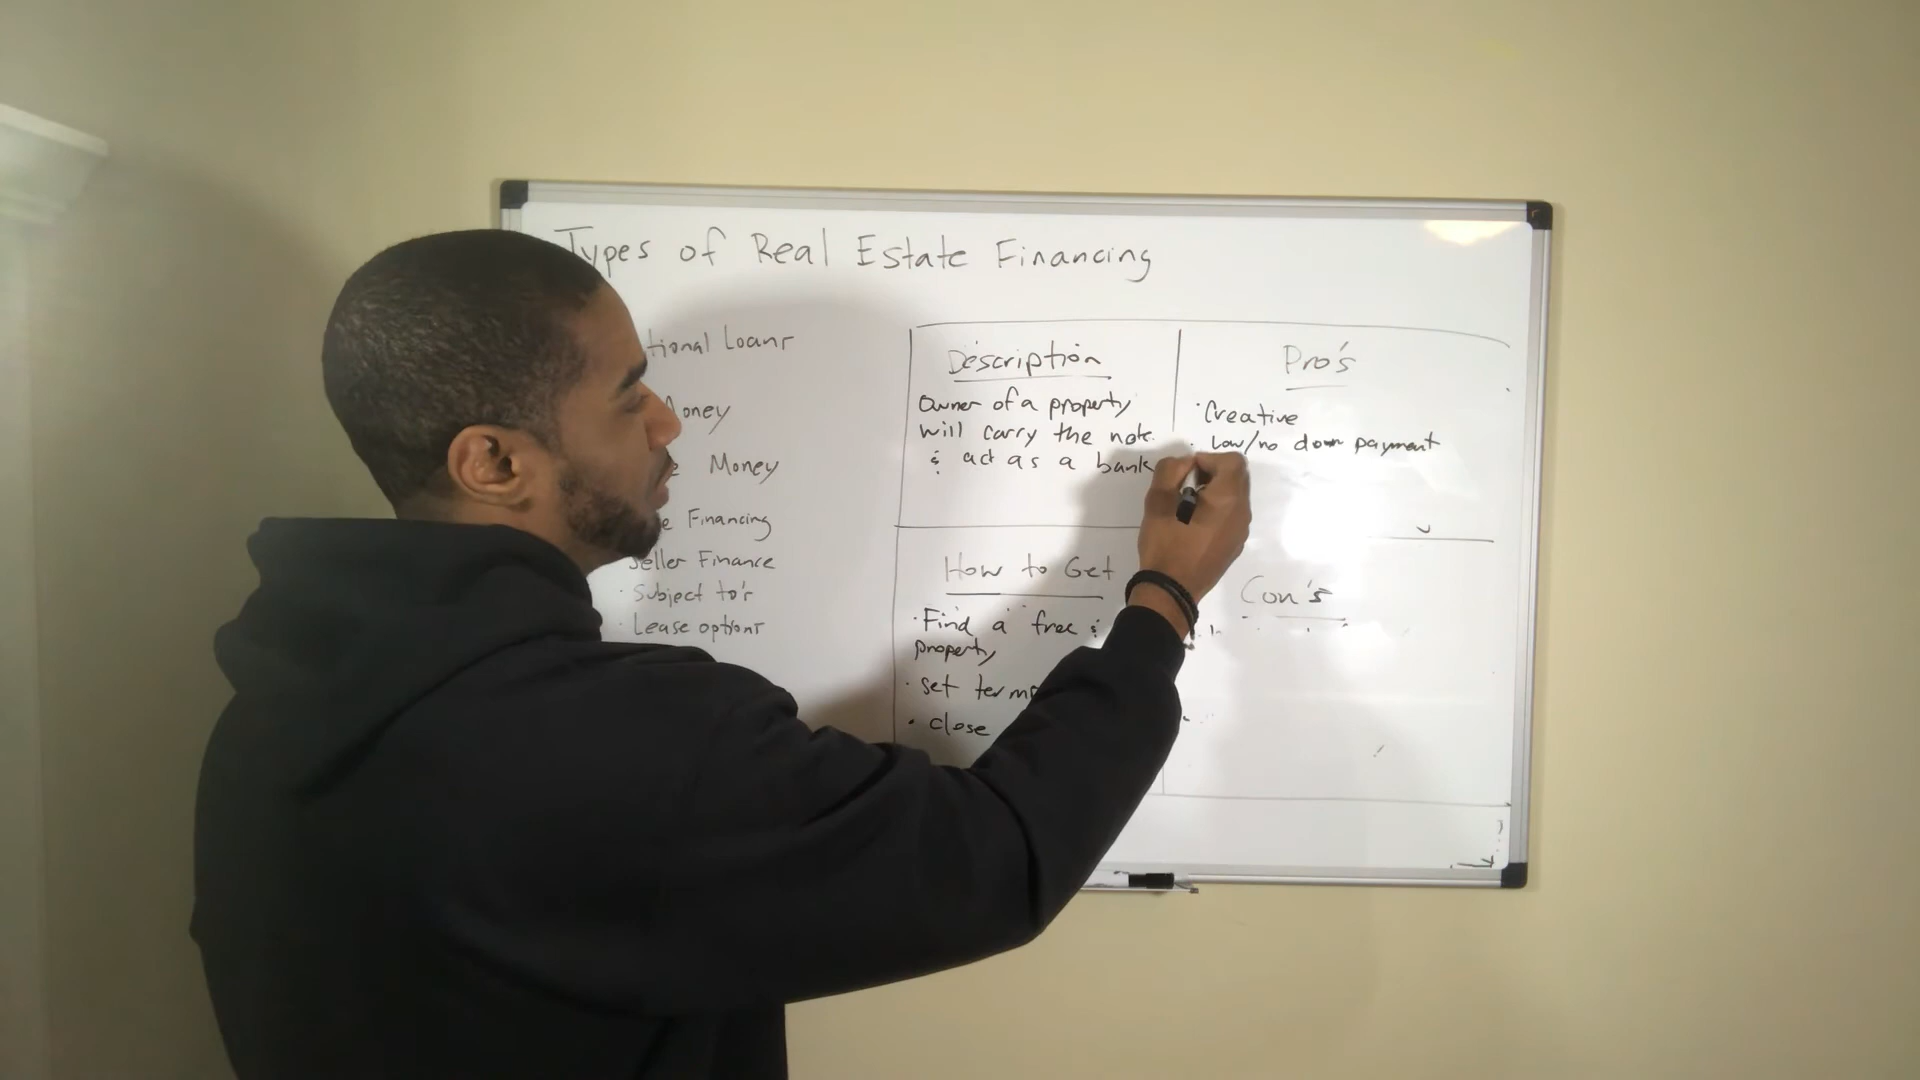 Types of Real Estate Financing
tional Loans
oney
e Money
e Financing
Seller Finance
· Subject to's
· Lease options
Description
Owner of a property
will carry the note
& act as a bank
Pro's
· Creative
· Low/no down payment
How to Get
· Find a free &
property
· set terms
· close
Con's